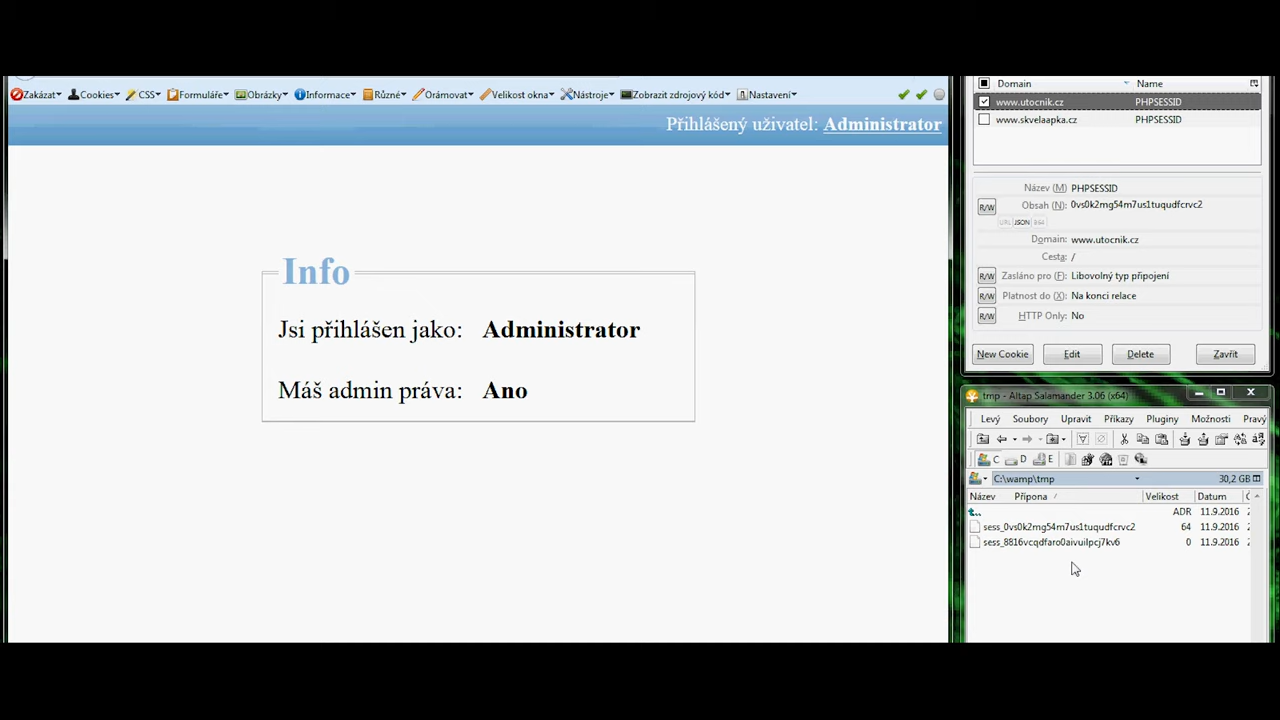 Zakázat Cookies CSS Formuláře Obrázky Informace Různé Orámovat Velikost okna Nástroje Zobrazit zdrojový kód Nastavení
Přihlášený uživatel: Administrator
Info
Jsi přihlášen jako: Administrator
Máš admin práva: Ano
Domain Name
www.utocnik.cz PHPSESSID
www.skvelaapka.cz PHPSESSID
Název (M) PHPSESSID
R/W Obsah (N): 0vs0k2mg54m7us1tuqudfcrvc2
URL JSON B64
Domain: www.utocnik.cz
Cesta: /
R/W Zasláno pro (F): Libovolný typ připojení
R/W Platnost do (X): Na konci relace
R/W HTTP Only: No
New Cookie Edit Delete Zavřít
tmp - Altap Salamander 3.06 (x64)
Levý Soubory Upravit Příkazy Pluginy Možnosti Pravý
C D E
C:\wamp\tmp 30,2 GB
Název Přípona Velikost Datum
.. ADR 11.9.2016
sess_0vs0k2mg54m7us1tuqudfcrvc2 64 11.9.2016
sess_8816vcqdfaro0aivuilpcj7kv6 0 11.9.2016